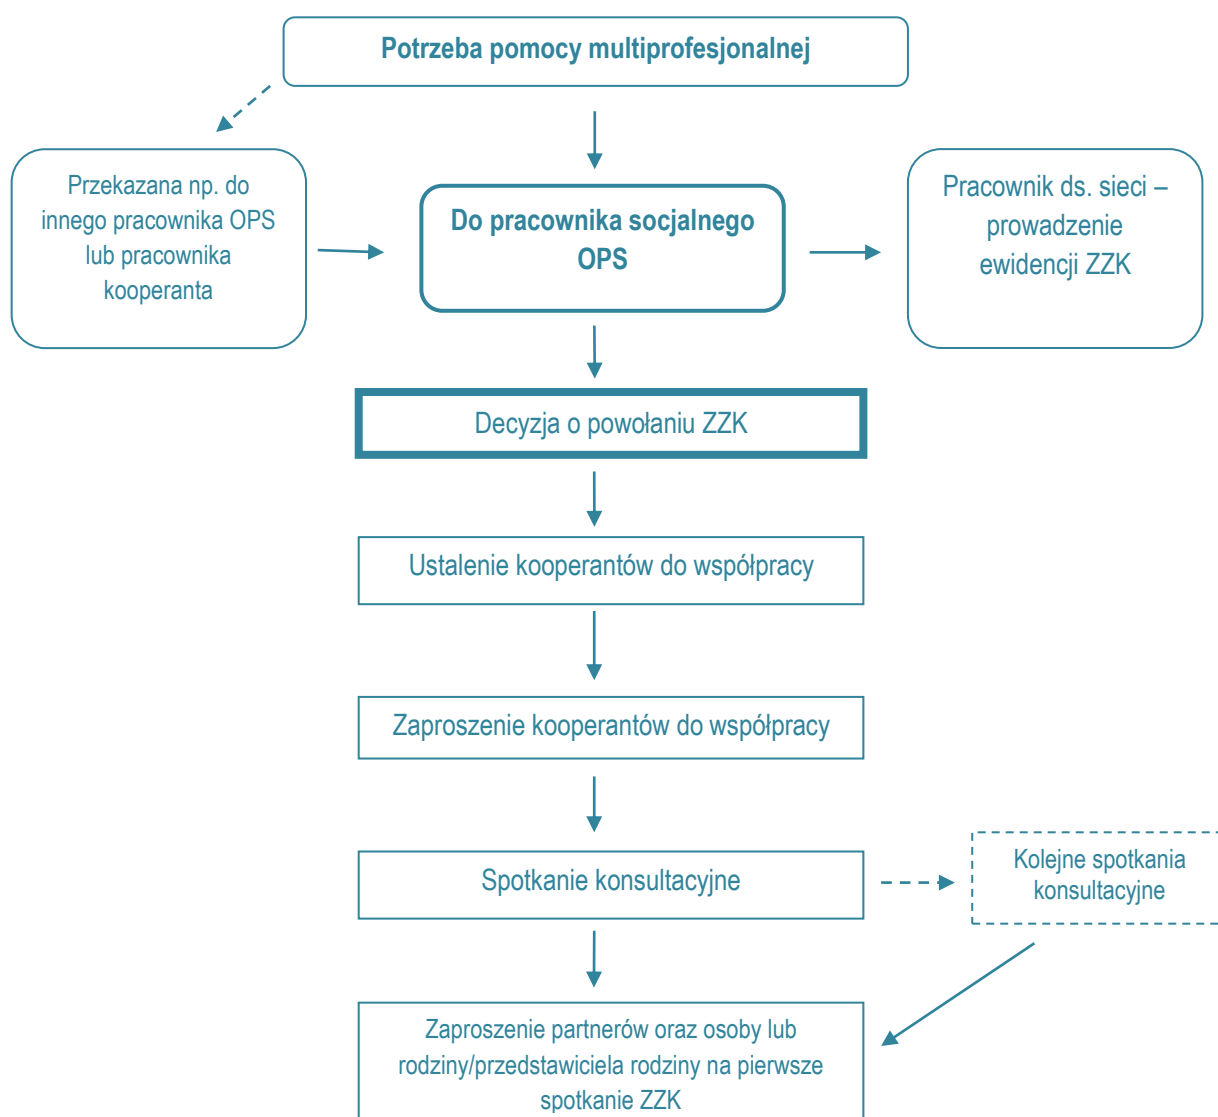 Potrzeba pomocy multiprofesjonalnej
Przekazana np. do
innego pracownika OPS
lub pracownika
kooperanta
Do pracownika socjalnego
OPS
Pracownik ds. sieci –
prowadzenie
ewidencji ZZK
Decyzja o powołaniu ZZK
Ustalenie kooperantów do współpracy
Zaproszenie kooperantów do współpracy
Spotkanie konsultacyjne
Kolejne spotkania
konsultacyjne
Zaproszenie partnerów oraz osoby lub
rodziny/przedstawiciela rodziny na pierwsze
spotkanie ZZK